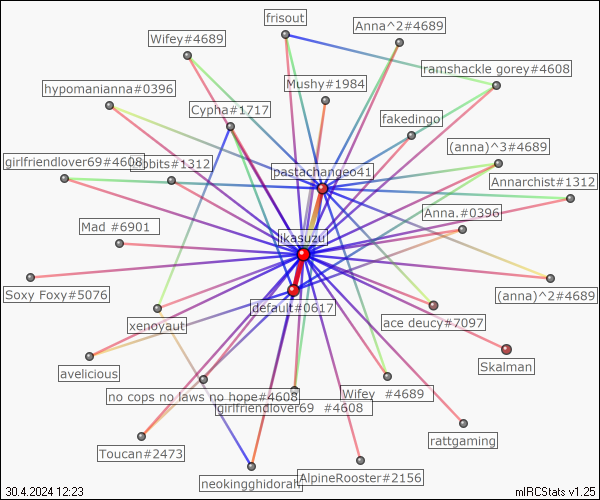 frisout
Anna^2#4689
Wifey#4689
ramshackle gorey#4608
hypomanianna#0396
Mushy#1984
Cypha#1717
fakedingo
(anna)^3#4689
girlfriendlover69#4608
#1312
pastachangeo41
Annarchist#1312
Anna.#0396
Mad #6901
likasuzu
Soxy Foxy#5076
(anna)^2#4689
default#0617
ace deucy#7097
xenoyaut
Skalman
avelicious
no cops no laws no hope#4608
Wifey #4689
girlfriendlover69 #4608
rattgaming
Toucan#2473
neokingghidorah
AlpineRooster#2156
30.4.2024 12:23
mIRCStats v1.25